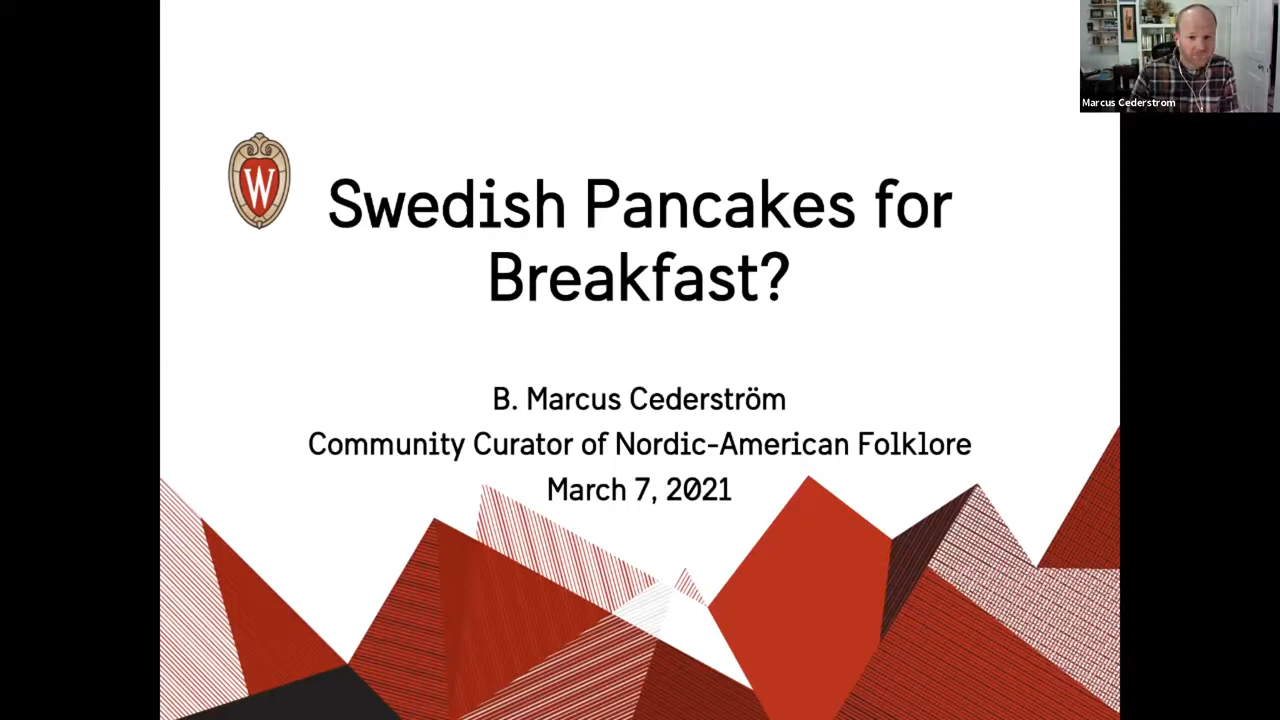 Marcus Cederstrom
W
Swedish Pancakes for
Breakfast?
B. Marcus Cederström
Community Curator of Nordic-American Folklore
March 7, 2021